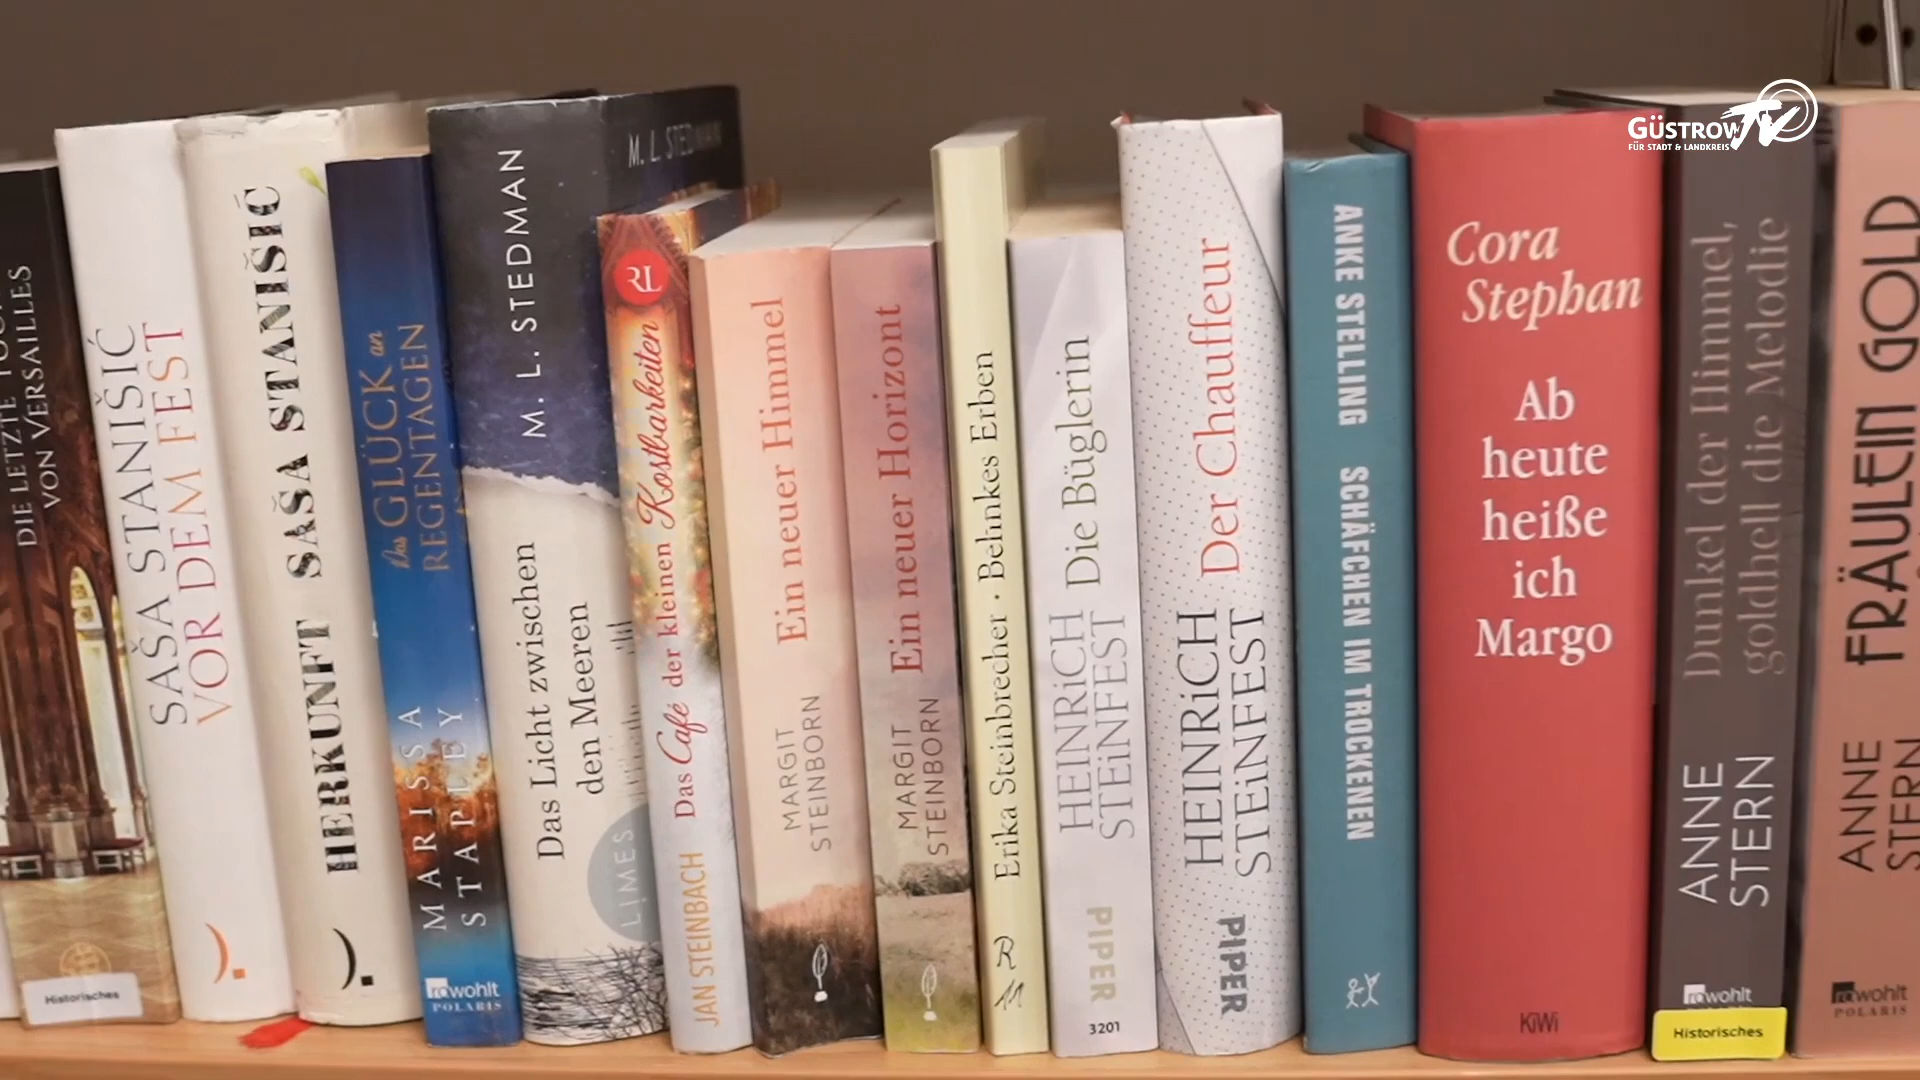 DIE LETZTE
VON VERSAILLES
Historisches
SAŠA STANIŠIĆ
VOR DEM FEST
HERKUNFT SAŠA STANIŠIĆ
Das GLÜCK an
REGENTAGEN
MARISSA
STAPLEY
rowohlt
POLARIS
M. L. STEDMAN
M. L. STEDMAN
Das Licht zwischen
den Meeren
LIMES
RL
Das Café der kleinen Kostbarkeiten
JAN STEINBACH
Ein neuer Himmel
MARGIT
STEINBORN
Ein neuer Horizont
MARGIT
STEINBORN
Erika Steinbrecher · Belinkes Erben
HEINRiCH
STEiNFEST
Die Büglerin
PIPER
3201
HEINRiCH
STEiNFEST
Der Chauffeur
PIPER
ANKE STELLING SCHÄFCHEN IM TROCKENEN
Cora
Stephan
Ab
heute
heiße
ich
Margo
KiWi
Dunkel der Himmel,
goldhell die Melodie
ANNE
STERN
rowohlt
Historisches
FRÄULEIN GOLD
ANNE
STERN
rowohlt
POLARIS
GÜSTROW TV
FÜR STADT & LANDKREIS